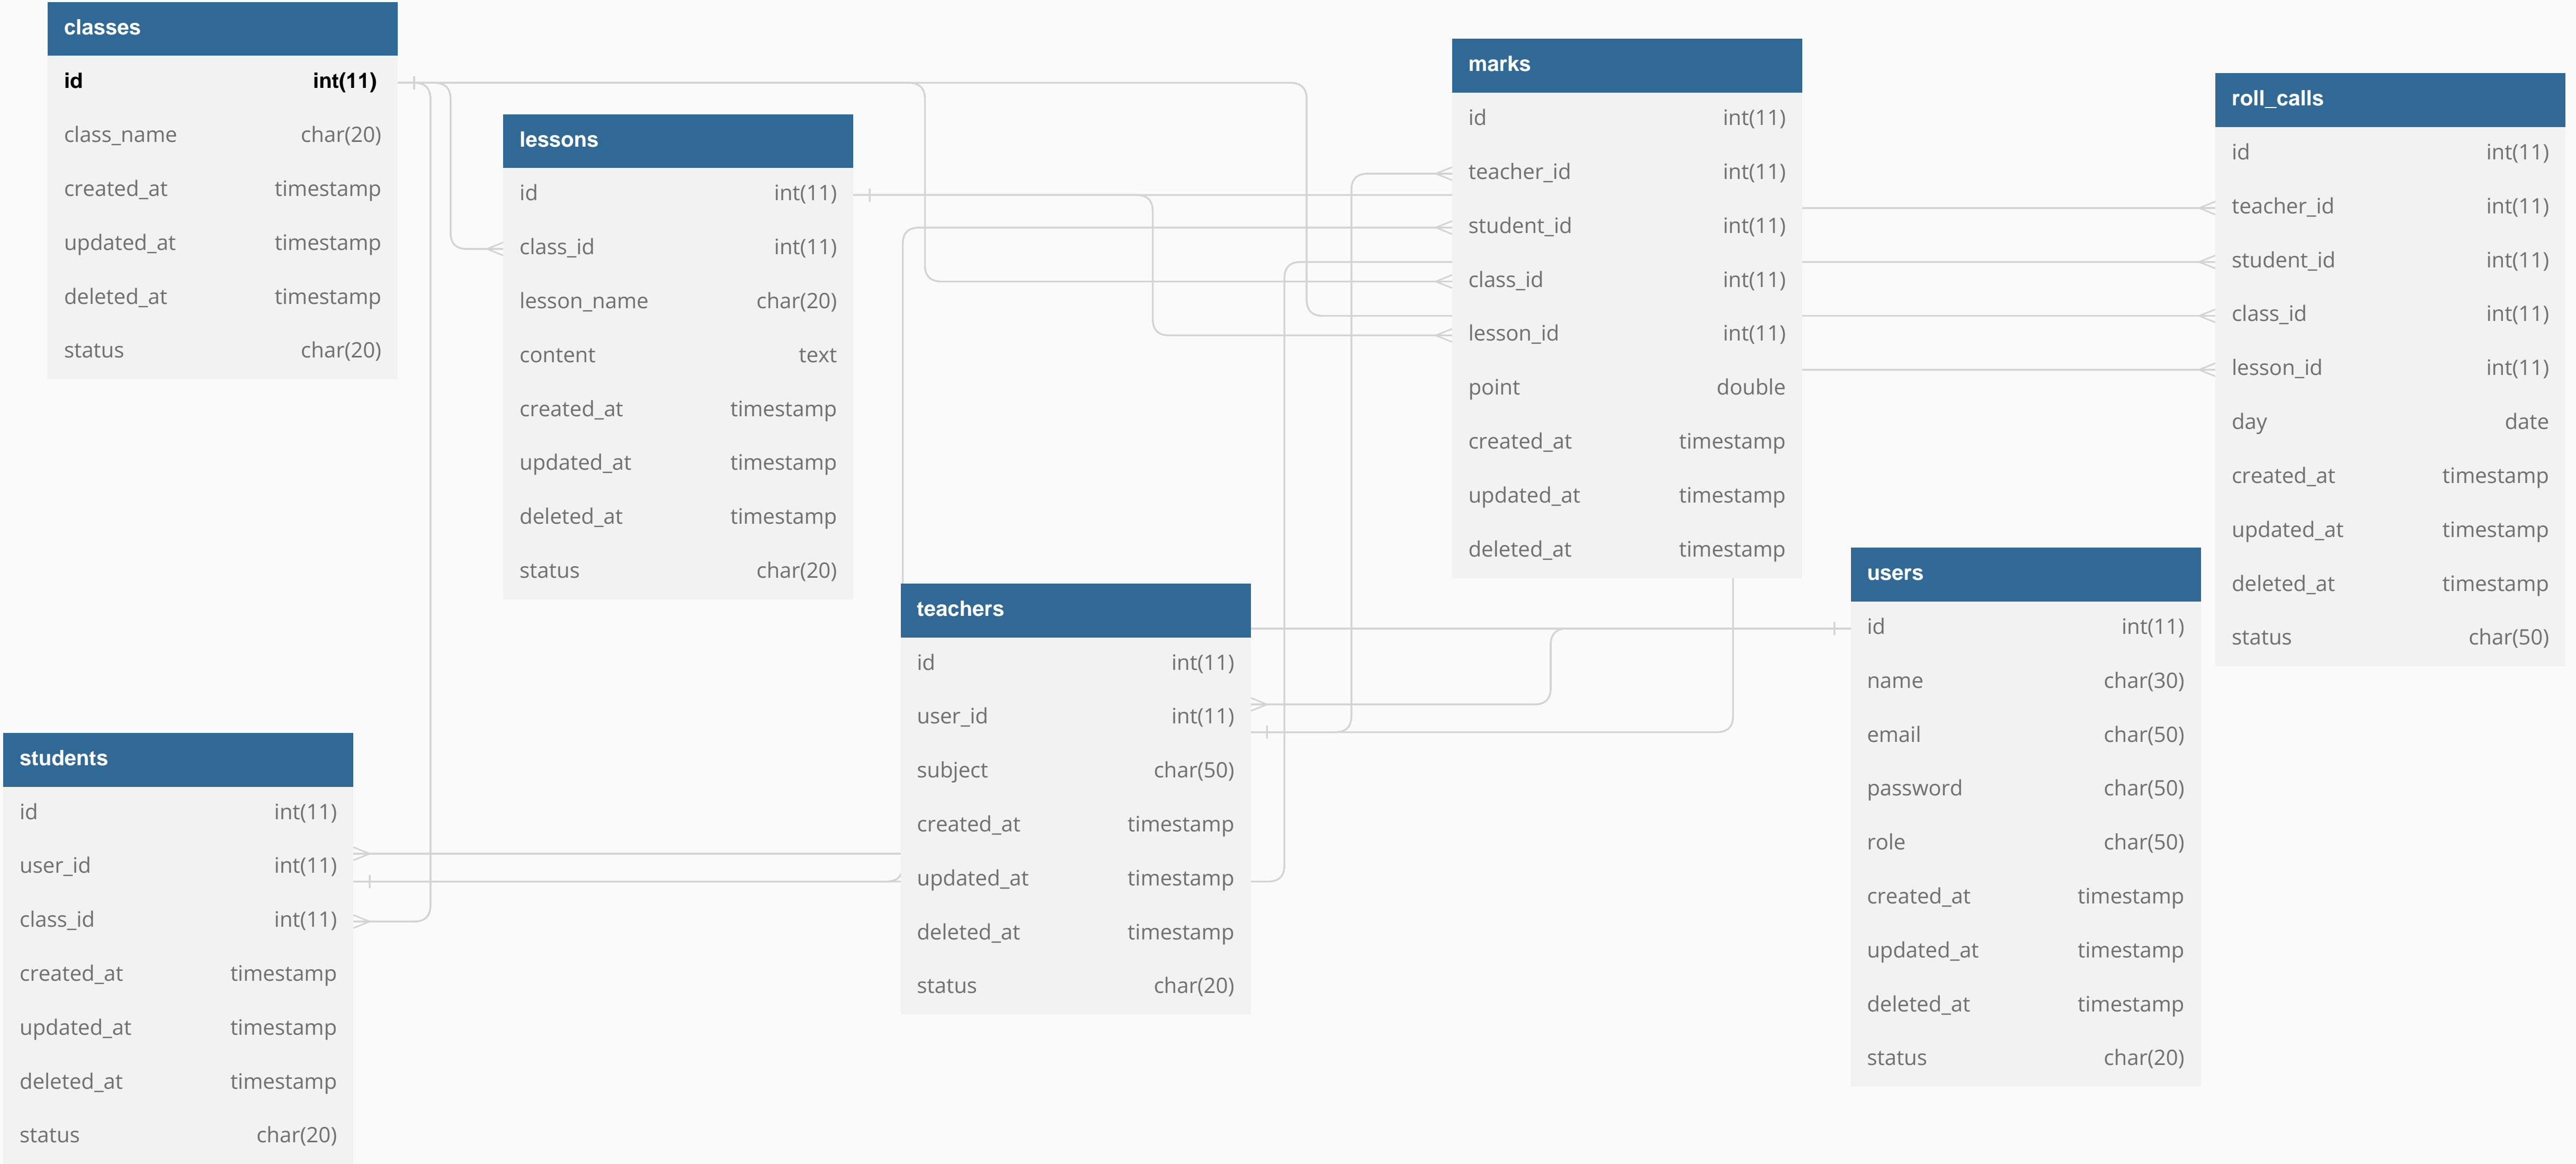 classes
id int(11)
class_name char(20)
created_at timestamp
updated_at timestamp
deleted_at timestamp
status char(20)
lessons
id int(11)
class_id int(11)
lesson_name char(20)
content text
created_at timestamp
updated_at timestamp
deleted_at timestamp
status char(20)
marks
id int(11)
teacher_id int(11)
student_id int(11)
class_id int(11)
lesson_id int(11)
point double
created_at timestamp
updated_at timestamp
deleted_at timestamp
roll_calls
id int(11)
teacher_id int(11)
student_id int(11)
class_id int(11)
lesson_id int(11)
day date
created_at timestamp
updated_at timestamp
deleted_at timestamp
status char(50)
teachers
id int(11)
user_id int(11)
subject char(50)
created_at timestamp
updated_at timestamp
deleted_at timestamp
status char(20)
users
id int(11)
name char(30)
email char(50)
password char(50)
role char(50)
created_at timestamp
updated_at timestamp
deleted_at timestamp
status char(20)
students
id int(11)
user_id int(11)
class_id int(11)
created_at timestamp
updated_at timestamp
deleted_at timestamp
status char(20)